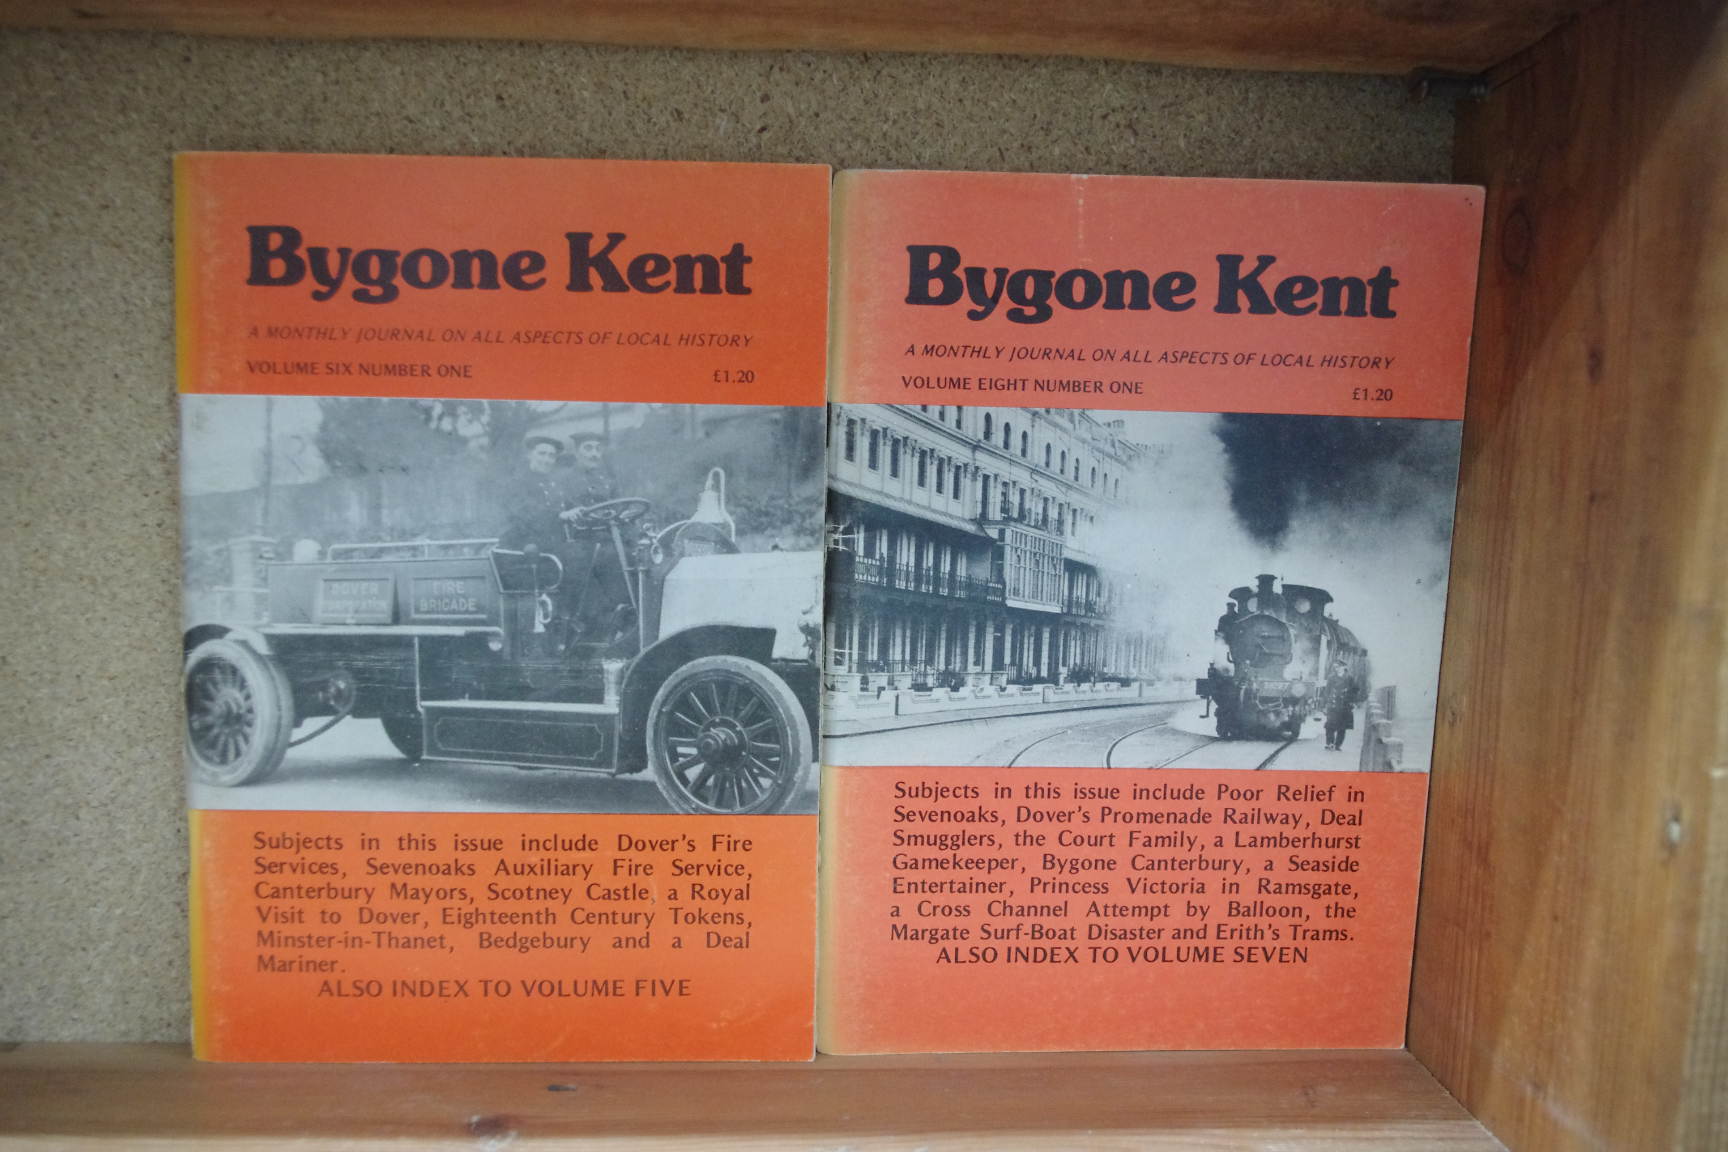 Bygone Kent
A MONTHLY JOURNAL ON ALL ASPECTS OF LOCAL HISTORY
VOLUME SIX NUMBER ONE £1.20
DOVER FIRE
CORPORATION BRIGADE
Subjects in this issue include Dover's Fire
Services, Sevenoaks Auxiliary Fire Service,
Canterbury Mayors, Scotney Castle, a Royal
Visit to Dover, Eighteenth Century Tokens,
Minster-in-Thanet, Bedgebury and a Deal
Mariner.
ALSO INDEX TO VOLUME FIVE
Bygone Kent
A MONTHLY JOURNAL ON ALL ASPECTS OF LOCAL HISTORY
VOLUME EIGHT NUMBER ONE £1.20
Subjects in this issue include Poor Relief in
Sevenoaks, Dover's Promenade Railway, Deal
Smugglers, the Court Family, a Lamberhurst
Gamekeeper, Bygone Canterbury, a Seaside
Entertainer, Princess Victoria in Ramsgate,
a Cross Channel Attempt by Balloon, the
Margate Surf-Boat Disaster and Erith's Trams.
ALSO INDEX TO VOLUME SEVEN